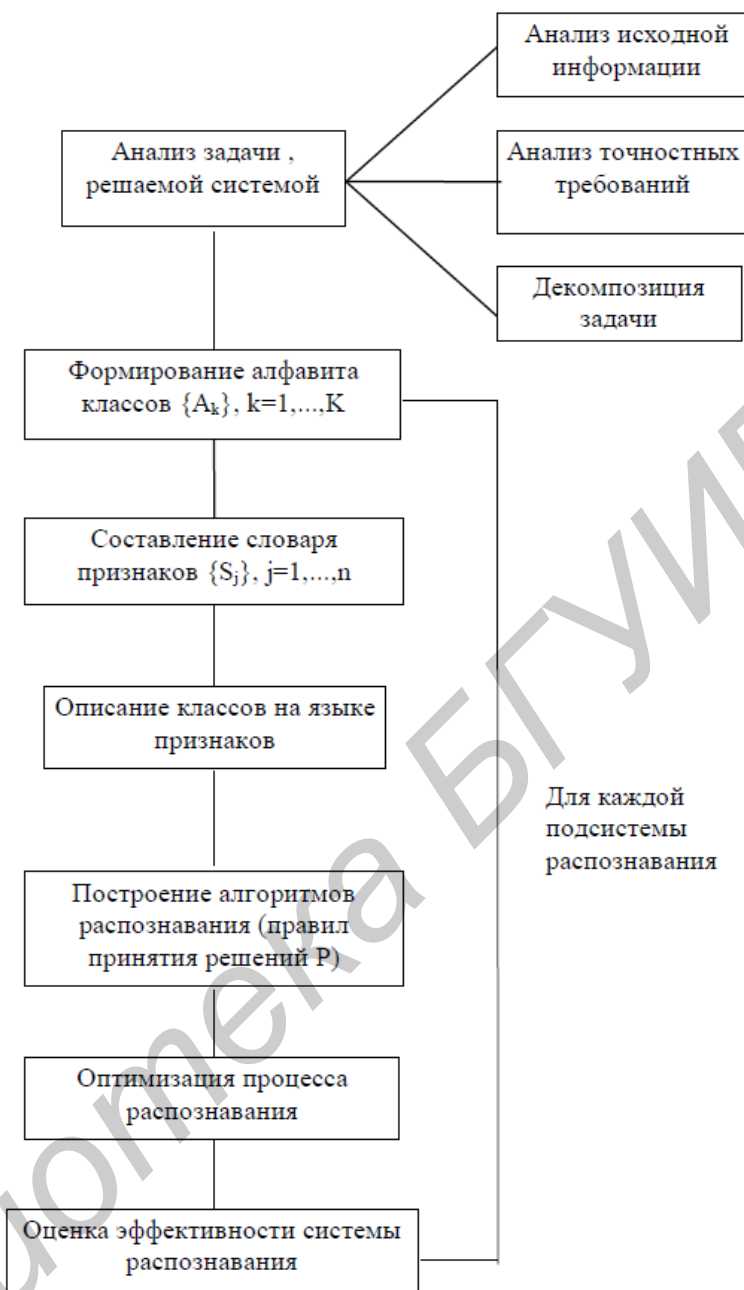 Анализ исходной
информации
Анализ задачи ,
решаемой системой
Анализ точностных
требований
Декомпозиция
задачи
Формирование алфавита
классов {Aₖ}, k=1,...,K
Составление словаря
признаков {Sⱼ}, j=1,...,n
Описание классов на языке
признаков
Для каждой
подсистемы
распознавания
Построение алгоритмов
распознавания (правил
принятия решений Р)
Оптимизация процесса
распознавания
Оценка эффективности системы
распознавания